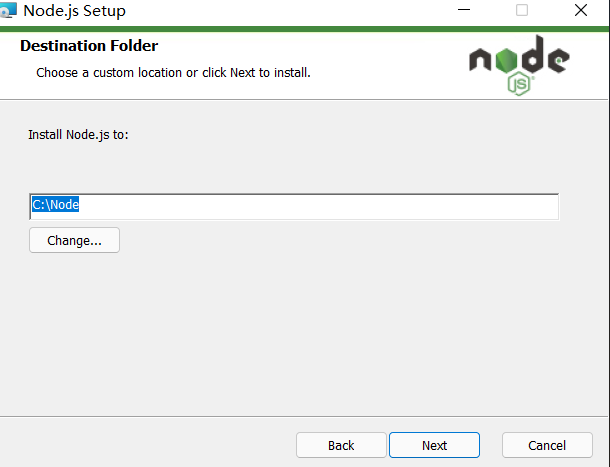 Node.js Setup
Destination Folder
Choose a custom location or click Next to install.
node
JS
Install Node.js to:
C:\Node
Change...
Back
Next
Cancel